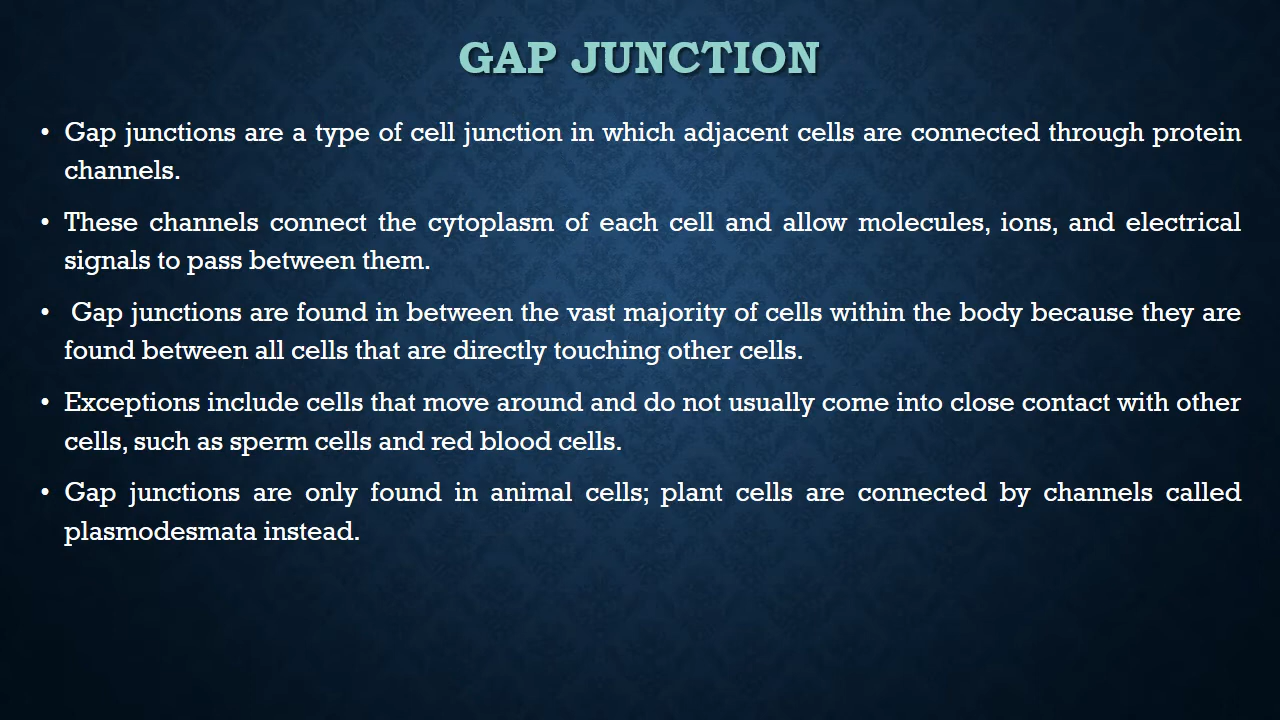 GAP JUNCTION
• Gap junctions are a type of cell junction in which adjacent cells are connected through protein
channels.
• These channels connect the cytoplasm of each cell and allow molecules, ions, and electrical
signals to pass between them.
• Gap junctions are found in between the vast majority of cells within the body because they are
found between all cells that are directly touching other cells.
• Exceptions include cells that move around and do not usually come into close contact with other
cells, such as sperm cells and red blood cells.
• Gap junctions are only found in animal cells; plant cells are connected by channels called
plasmodesmata instead.